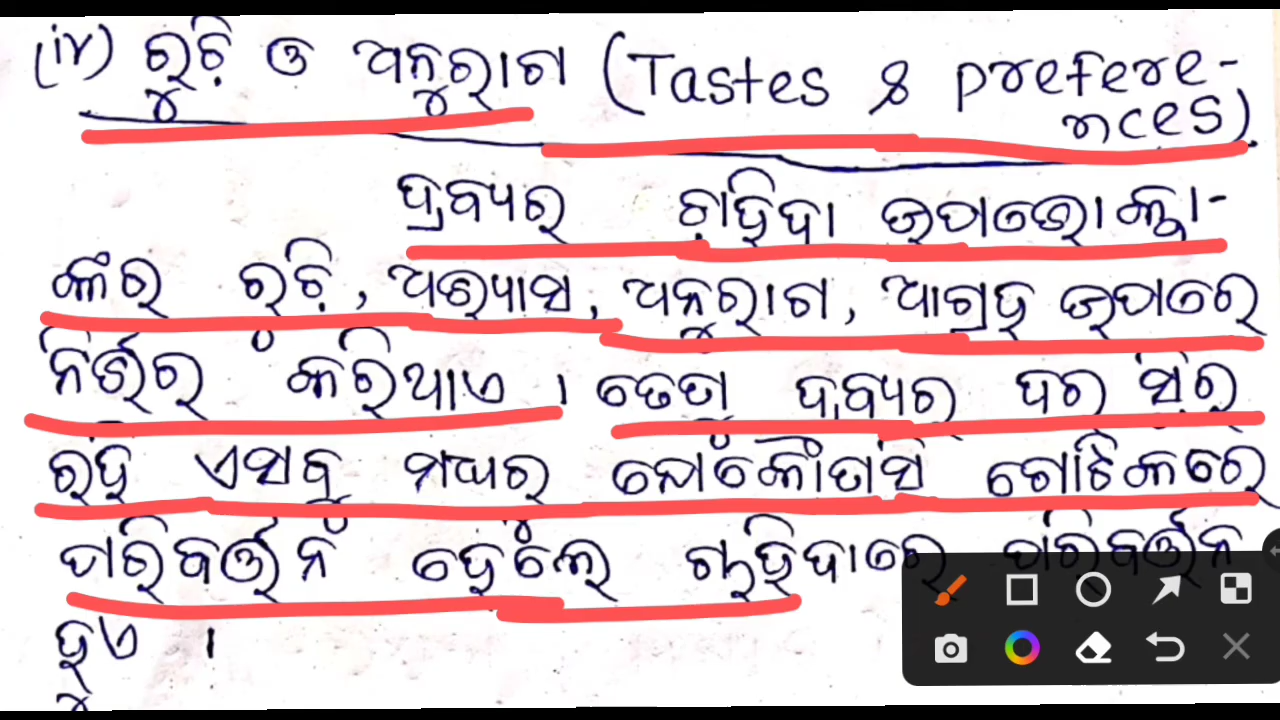 (iv) ରୁଚି ଓ ଅନୁରାଗ (Tastes & prefere-
nces)
ଦ୍ରବ୍ୟର ଚାହିଦା ଉପଭୋକ୍ତା-
ଙ୍କର ରୁଚି, ଅଭ୍ୟାସ, ଅନୁରାଗ, ଆଗ୍ରହ ଉପରେ
ନିର୍ଭର କରିଥାଏ । ତେଣୁ ଦ୍ରବ୍ୟର ଦର ସ୍ଥିର
ରହି ଏସବୁ ମଧ୍ୟରୁ କୌଣସି ଗୋଟିକରେ
ପରିବର୍ତ୍ତନ ହେଲେ ଚାହିଦାରେ ପରିବର୍ତ୍ତନ
ହୁଏ ।